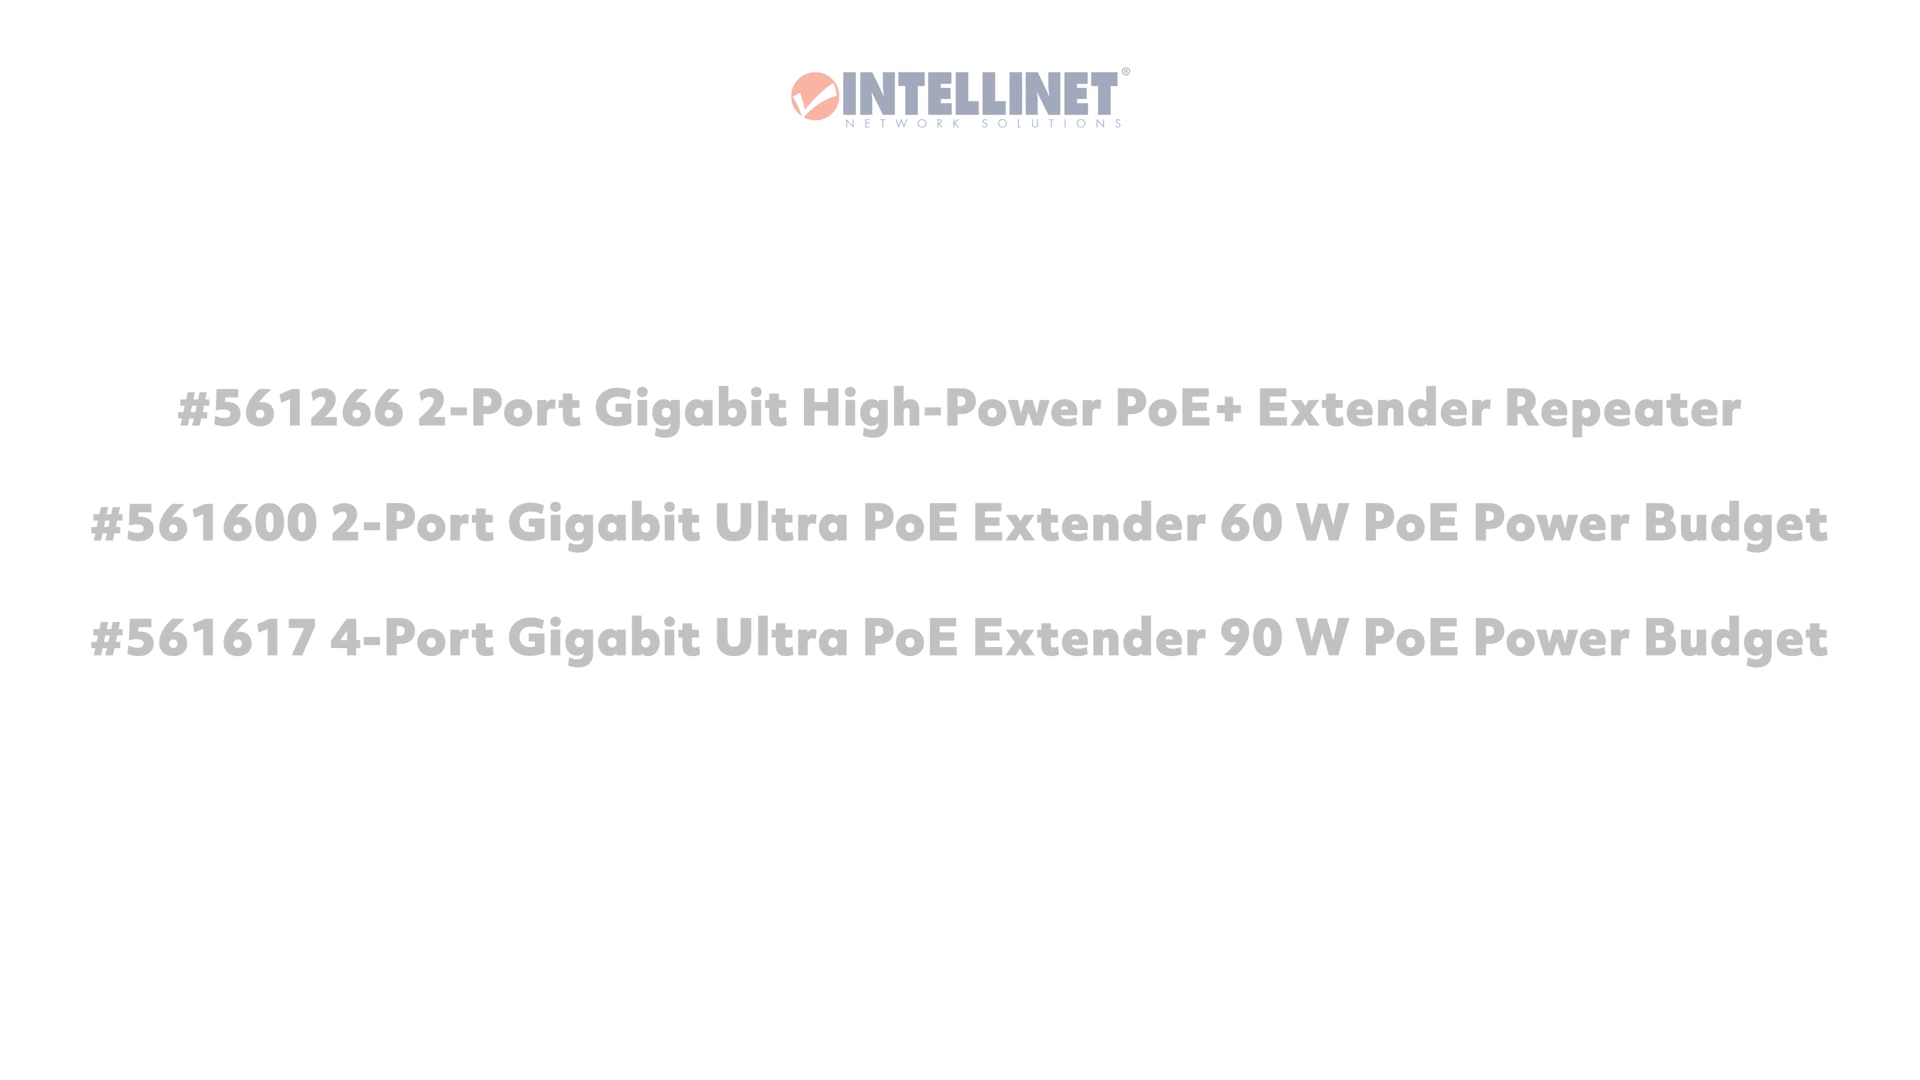 INTELLINET®
NETWORK SOLUTIONS
#561266 2-Port Gigabit High-Power PoE+ Extender Repeater
#561600 2-Port Gigabit Ultra PoE Extender 60 W PoE Power Budget
#561617 4-Port Gigabit Ultra PoE Extender 90 W PoE Power Budget